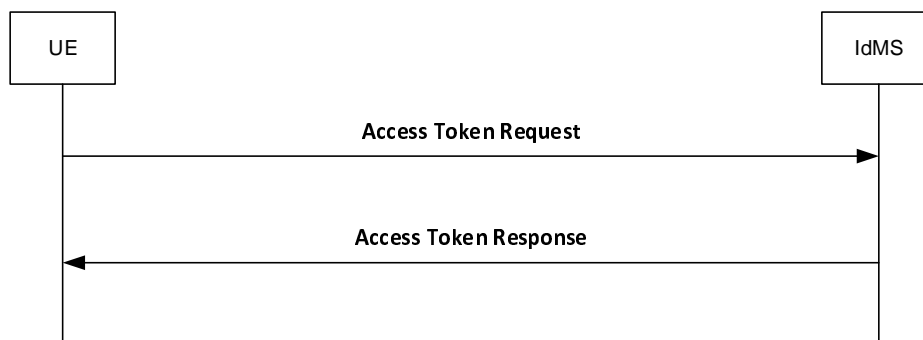 UE
IdMS
Access Token Request
Access Token Response